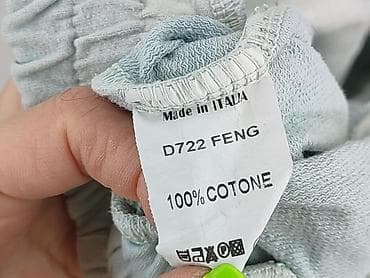 Made in ITALIA
D722 FENG
100% COTONE